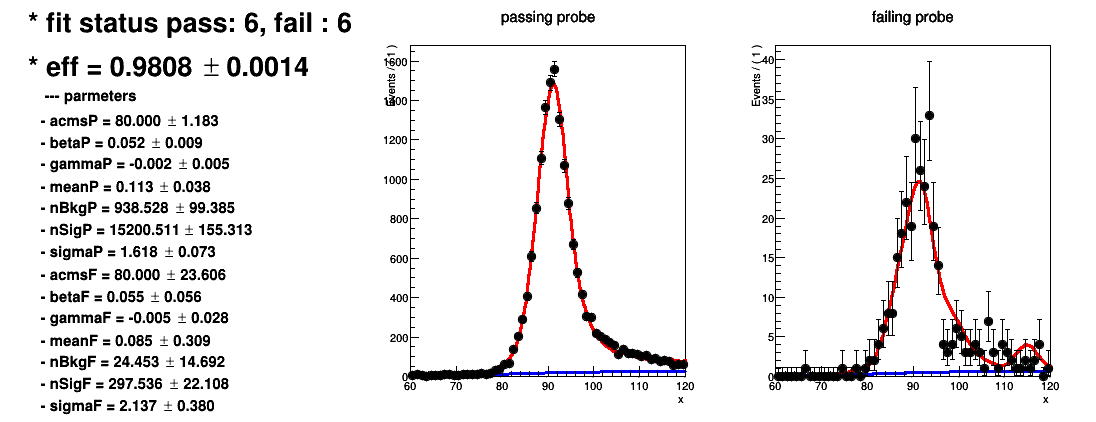 * fit status pass: 6, fail : 6
* eff = 0.9808 ± 0.0014
--- parmeters
- acmsP = 80.000 ± 1.183
- betaP = 0.052 ± 0.009
- gammaP = -0.002 ± 0.005
- meanP = 0.113 ± 0.038
- nBkgP = 938.528 ± 99.385
- nSigP = 15200.511 ± 155.313
- sigmaP = 1.618 ± 0.073
- acmsF = 80.000 ± 23.606
- betaF = 0.055 ± 0.056
- gammaF = -0.005 ± 0.028
- meanF = 0.085 ± 0.309
- nBkgF = 24.453 ± 14.692
- nSigF = 297.536 ± 22.108
- sigmaF = 2.137 ± 0.380
passing probe
Events / ( 1 )
1600
1400
1200
1000
800
600
400
200
0
60 70 80 90 100 110 120
x
failing probe
Events / ( 1 )
40
35
30
25
20
15
10
5
0
60 70 80 90 100 110 120
x